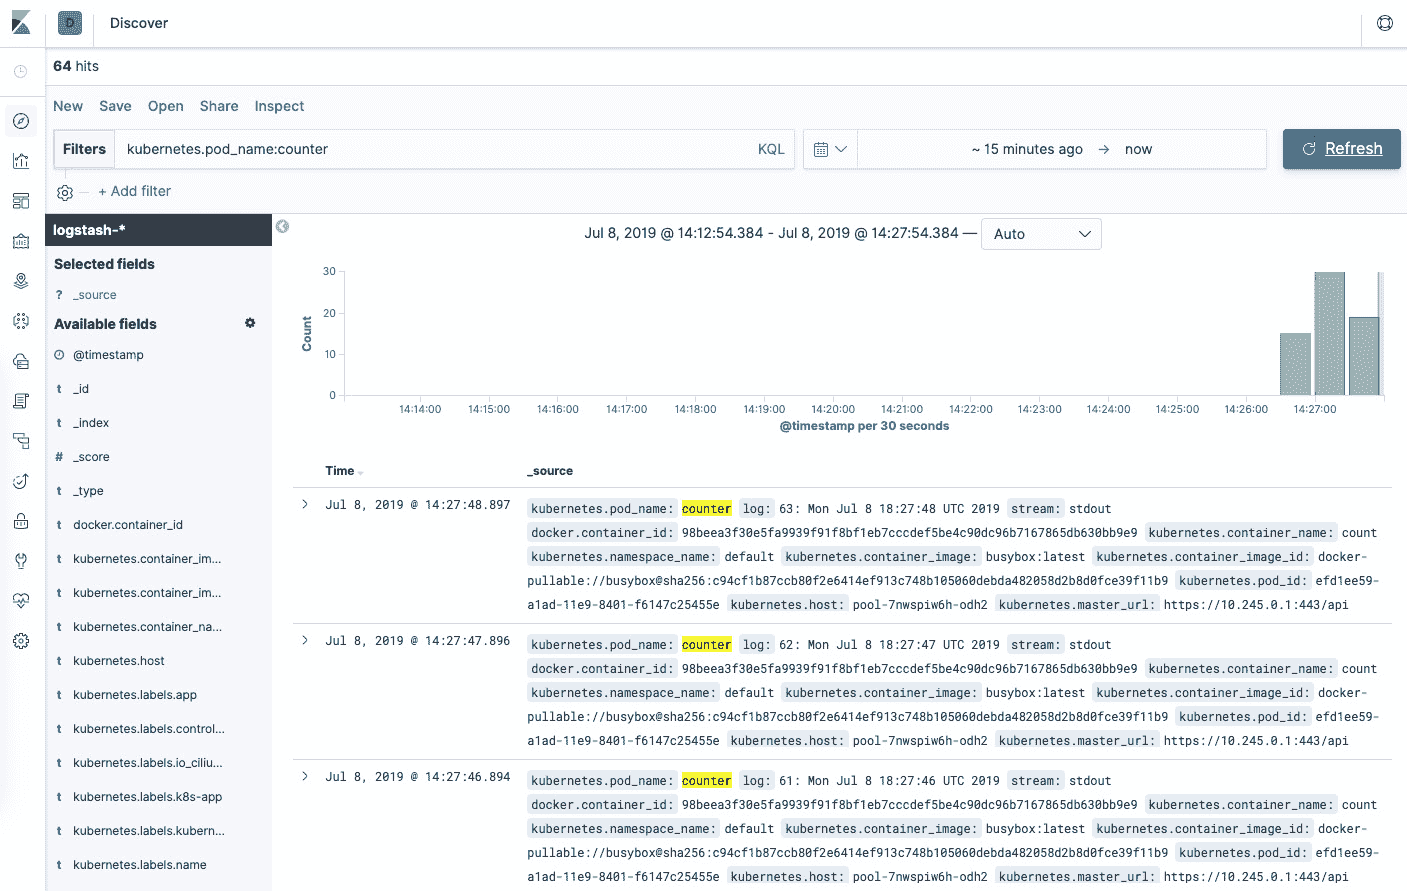 D Discover
64 hits
New Save Open Share Inspect
Filters kubernetes.pod_name:counter KQL ~ 15 minutes ago → now Refresh
+ Add filter
logstash-*
Selected fields
? _source
Available fields
@timestamp
t _id
t _index
# _score
t _type
t docker.container_id
t kubernetes.container_im...
t kubernetes.container_im...
t kubernetes.container_na...
t kubernetes.host
t kubernetes.labels.app
t kubernetes.labels.control...
t kubernetes.labels.io_ciliu...
t kubernetes.labels.k8s-app
t kubernetes.labels.kubern...
t kubernetes.labels.name
Jul 8, 2019 @ 14:12:54.384 - Jul 8, 2019 @ 14:27:54.384 — Auto
30
20
10
0
Count
14:14:00 14:15:00 14:16:00 14:17:00 14:18:00 14:19:00 14:20:00 14:21:00 14:22:00 14:23:00 14:24:00 14:25:00 14:26:00 14:27:00
@timestamp per 30 seconds
Time _source
Jul 8, 2019 @ 14:27:48.897 kubernetes.pod_name: counter log: 63: Mon Jul 8 18:27:48 UTC 2019 stream: stdout
docker.container_id: 98beea3f30e5fa9939f91f8bf1eb7cccdef5be4c90dc96b7167865db630bb9e9 kubernetes.container_name: count
kubernetes.namespace_name: default kubernetes.container_image: busybox:latest kubernetes.container_image_id: docker-
pullable://busybox@sha256:c94cf1b87ccb80f2e6414ef913c748b105060debda482058d2b8d0fce39f11b9 kubernetes.pod_id: efd1ee59-
a1ad-11e9-8401-f6147c25455e kubernetes.host: pool-7nwspiw6h-odh2 kubernetes.master_url: https://10.245.0.1:443/api
Jul 8, 2019 @ 14:27:47.896 kubernetes.pod_name: counter log: 62: Mon Jul 8 18:27:47 UTC 2019 stream: stdout
docker.container_id: 98beea3f30e5fa9939f91f8bf1eb7cccdef5be4c90dc96b7167865db630bb9e9 kubernetes.container_name: count
kubernetes.namespace_name: default kubernetes.container_image: busybox:latest kubernetes.container_image_id: docker-
pullable://busybox@sha256:c94cf1b87ccb80f2e6414ef913c748b105060debda482058d2b8d0fce39f11b9 kubernetes.pod_id: efd1ee59-
a1ad-11e9-8401-f6147c25455e kubernetes.host: pool-7nwspiw6h-odh2 kubernetes.master_url: https://10.245.0.1:443/api
Jul 8, 2019 @ 14:27:46.894 kubernetes.pod_name: counter log: 61: Mon Jul 8 18:27:46 UTC 2019 stream: stdout
docker.container_id: 98beea3f30e5fa9939f91f8bf1eb7cccdef5be4c90dc96b7167865db630bb9e9 kubernetes.container_name: count
kubernetes.namespace_name: default kubernetes.container_image: busybox:latest kubernetes.container_image_id: docker-
pullable://busybox@sha256:c94cf1b87ccb80f2e6414ef913c748b105060debda482058d2b8d0fce39f11b9 kubernetes.pod_id: efd1ee59-
a1ad-11e9-8401-f6147c25455e kubernetes.host: pool-7nwspiw6h-odh2 kubernetes.master_url: https://10.245.0.1:443/api